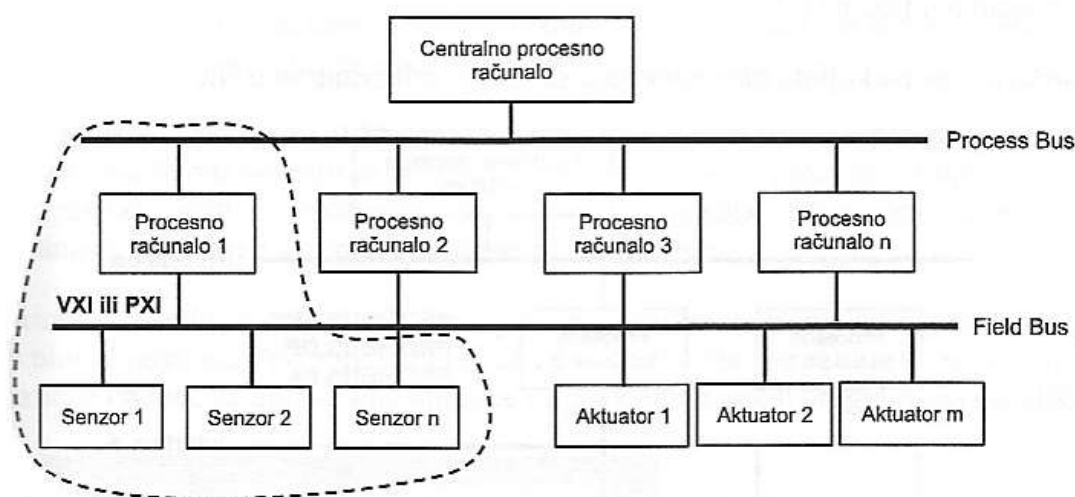 Centralno procesno
računalo
Process Bus
Procesno
računalo 1
Procesno
računalo 2
Procesno
računalo 3
Procesno
računalo n
VXI ili PXI
Field Bus
Senzor 1
Senzor 2
Senzor n
Aktuator 1
Aktuator 2
Aktuator m